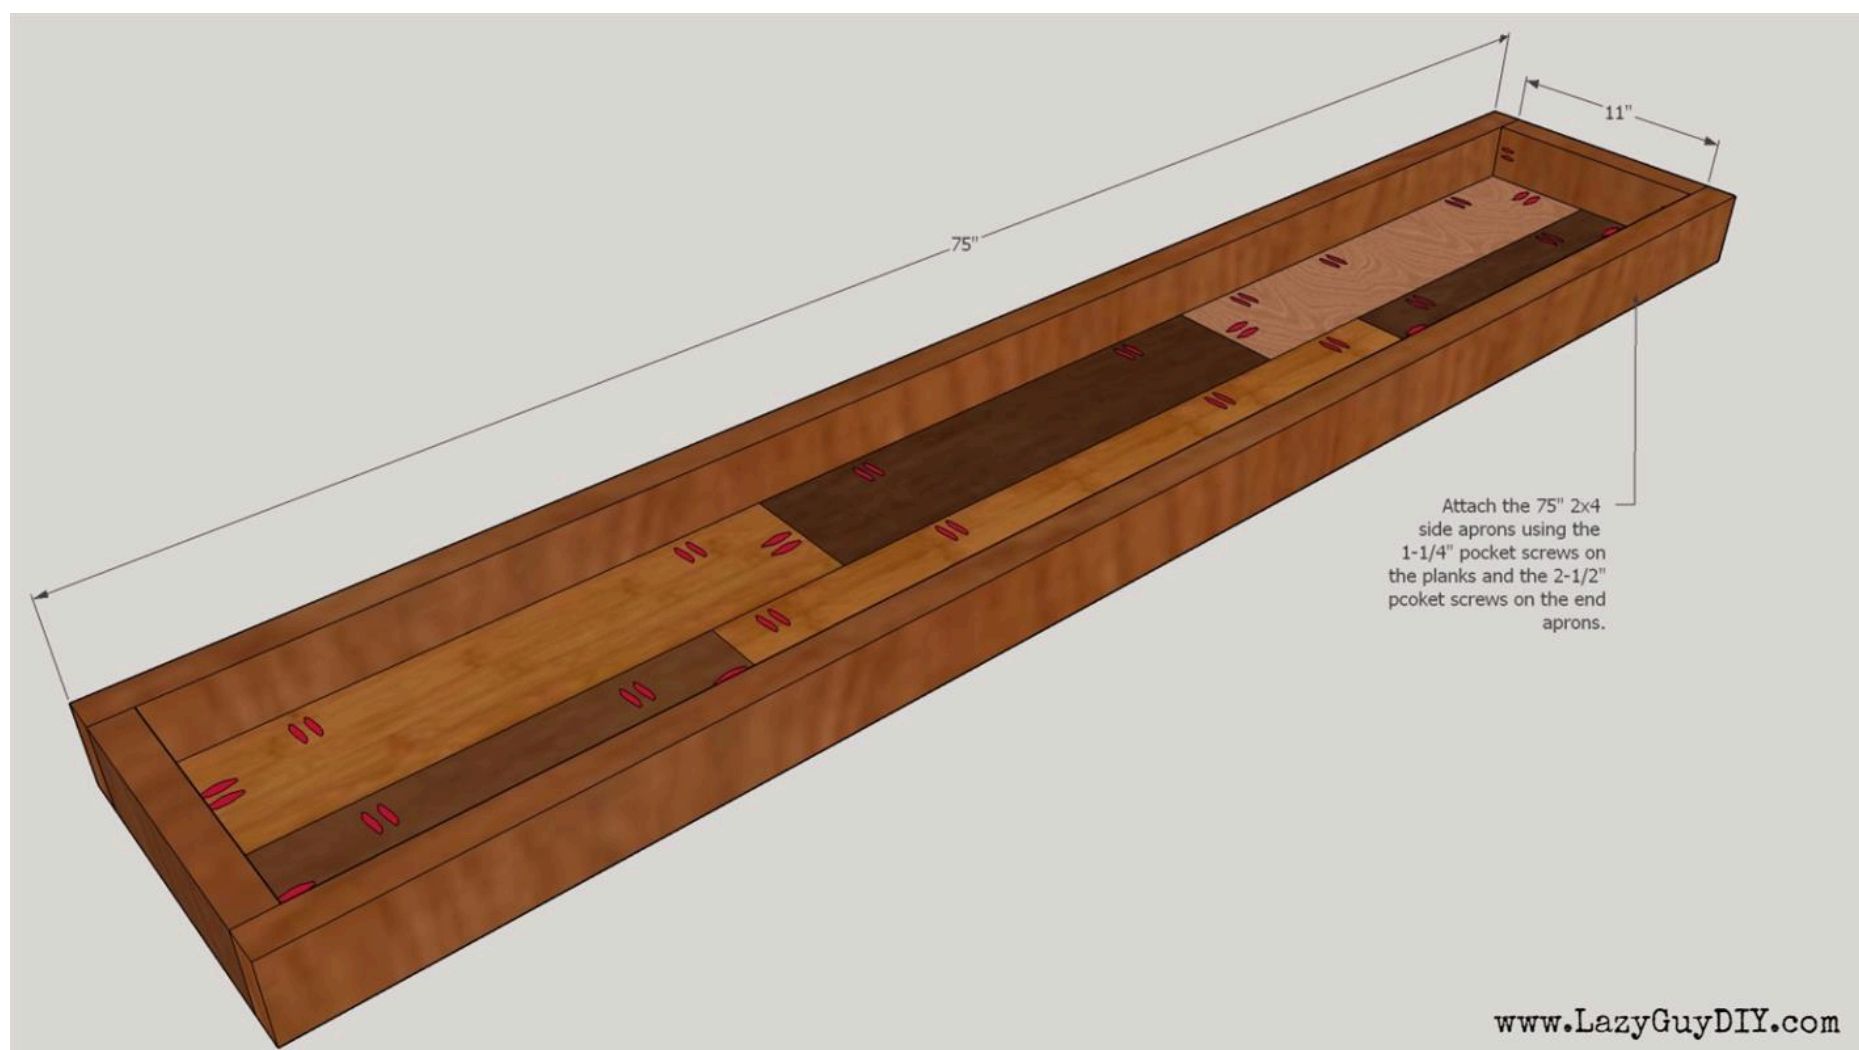 11"
75"
Attach the 75" 2x4
side aprons using the
1-1/4" pocket screws on
the planks and the 2-1/2"
pcoket screws on the end
aprons.
www.LazyGuyDIY.com